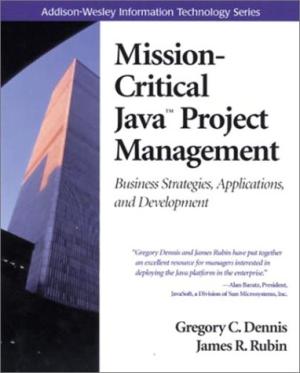 Addison-Wesley Information Technology Series
Mission-
Critical
Java™ Project
Management
Business Strategies, Applications,
and Development
"Gregory Dennis and James Rubin have put together
an excellent resource for managers interested in
deploying the Java platform in the enterprise."
—Alan Baratz, President,
JavaSoft, a Division of Sun Microsystems, Inc.
Gregory C. Dennis
James R. Rubin